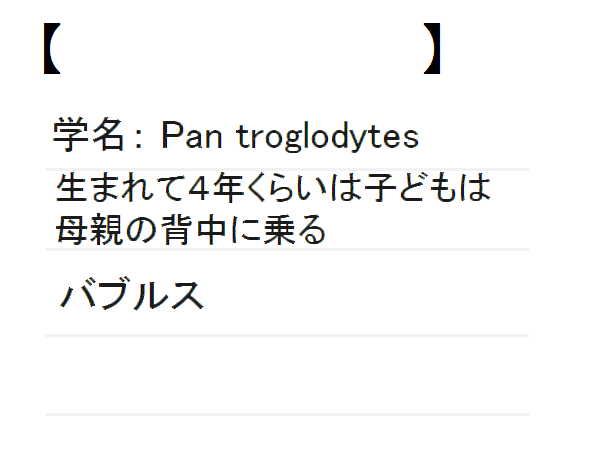 【　　　　　　　　】
学名： Pan troglodytes
生まれて４年くらいは子どもは
母親の背中に乗る
バブルス